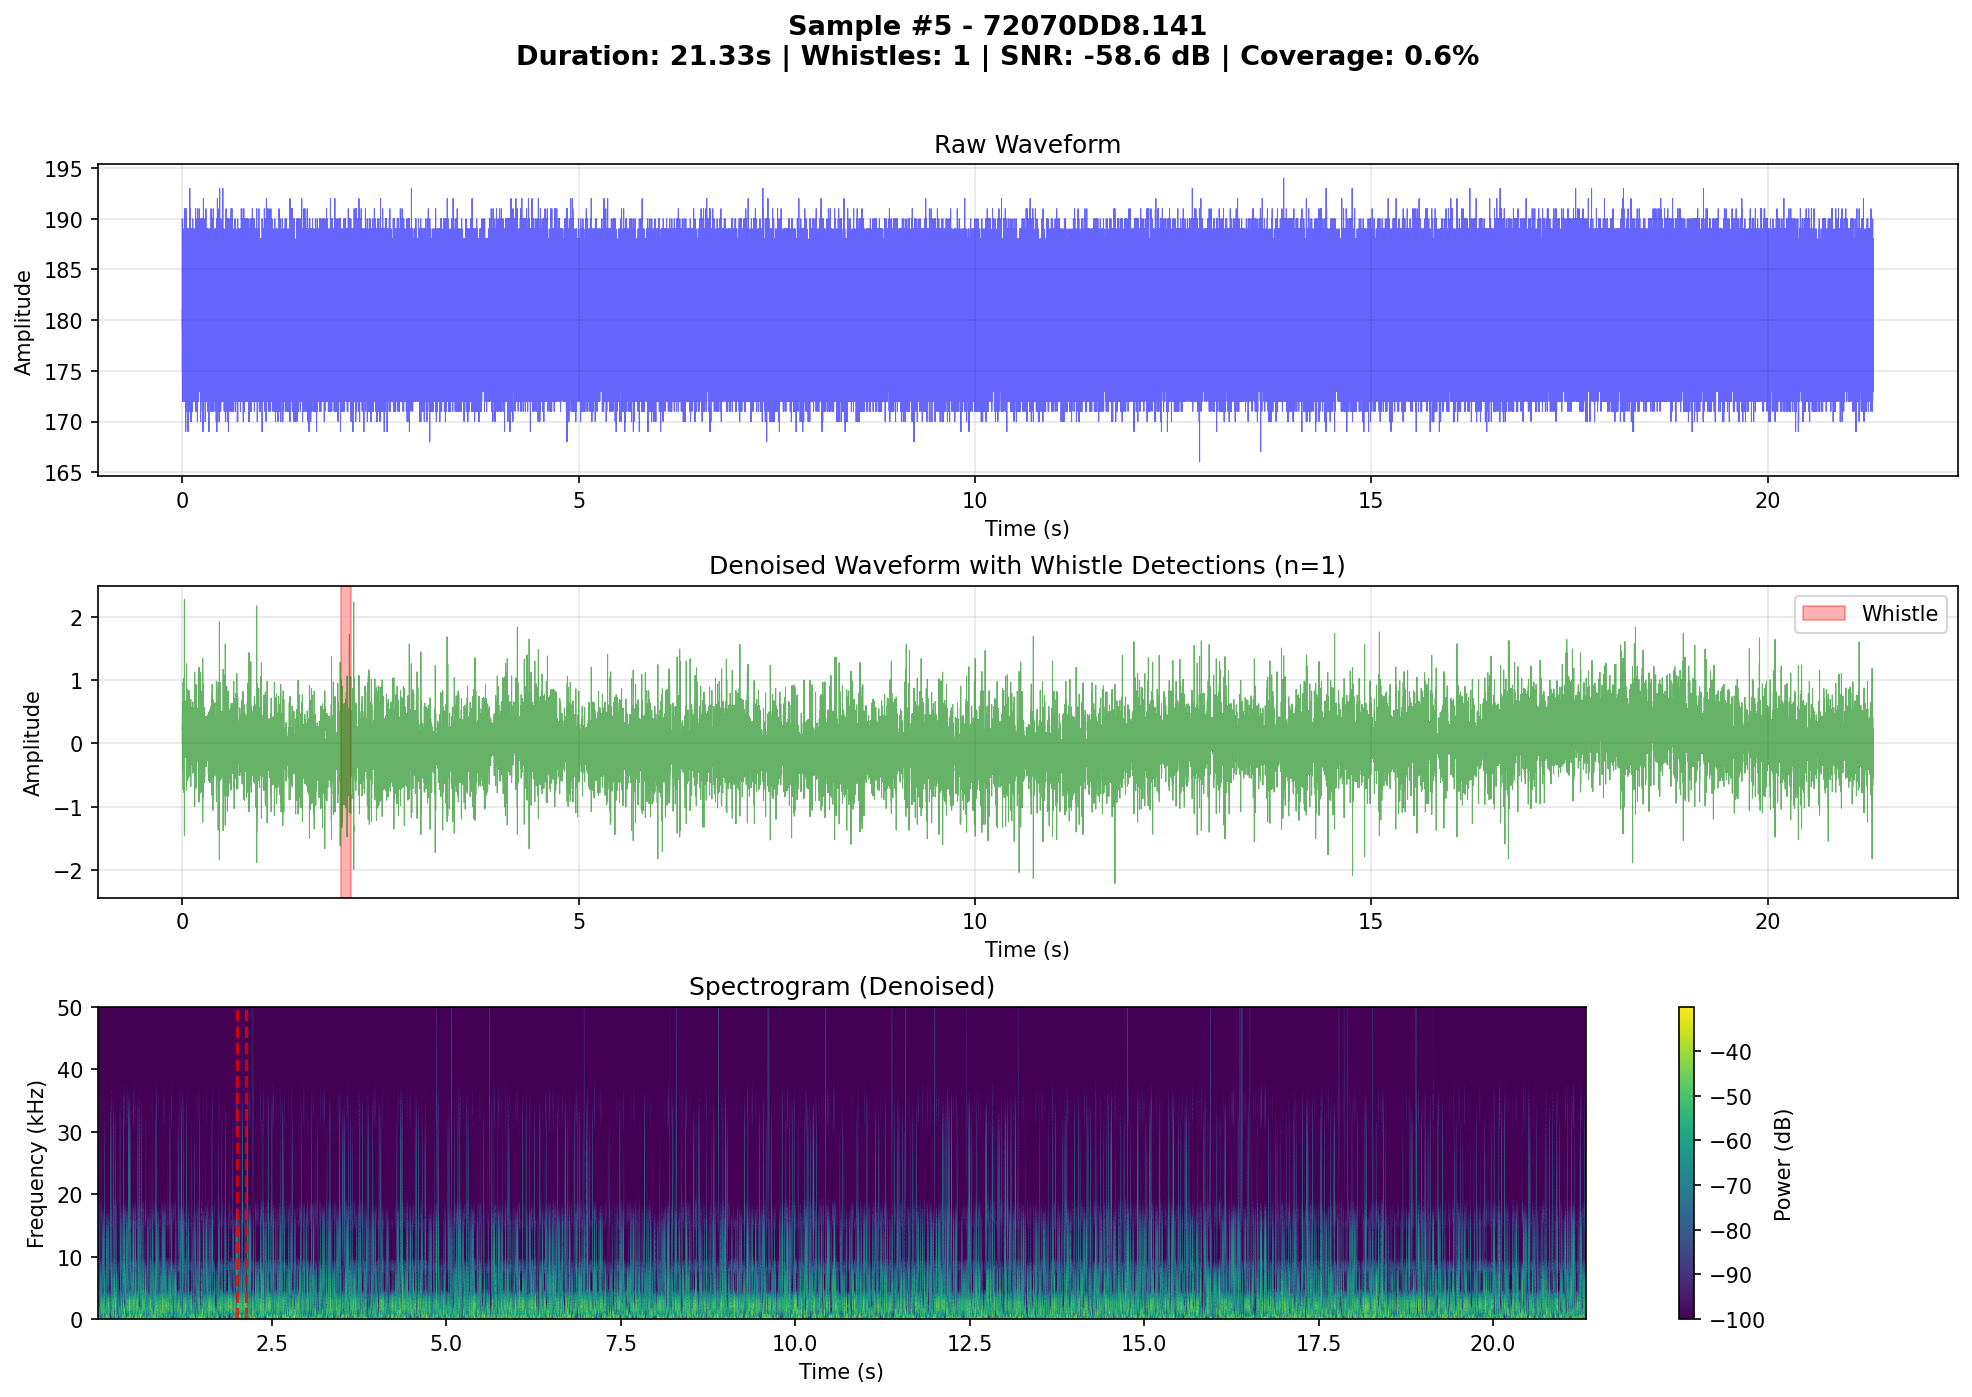 Sample #5 - 72070DD8.141
Duration: 21.33s | Whistles: 1 | SNR: -58.6 dB | Coverage: 0.6%
Raw Waveform
Amplitude
195
190
185
180
175
170
165
0 5 10 15 20
Time (s)
Denoised Waveform with Whistle Detections (n=1)
Whistle
Amplitude
2
1
0
−1
−2
0 5 10 15 20
Time (s)
Spectrogram (Denoised)
Frequency (kHz)
50
40
30
20
10
0
2.5 5.0 7.5 10.0 12.5 15.0 17.5 20.0
Time (s)
−40
−50
−60
−70
−80
−90
−100
Power (dB)